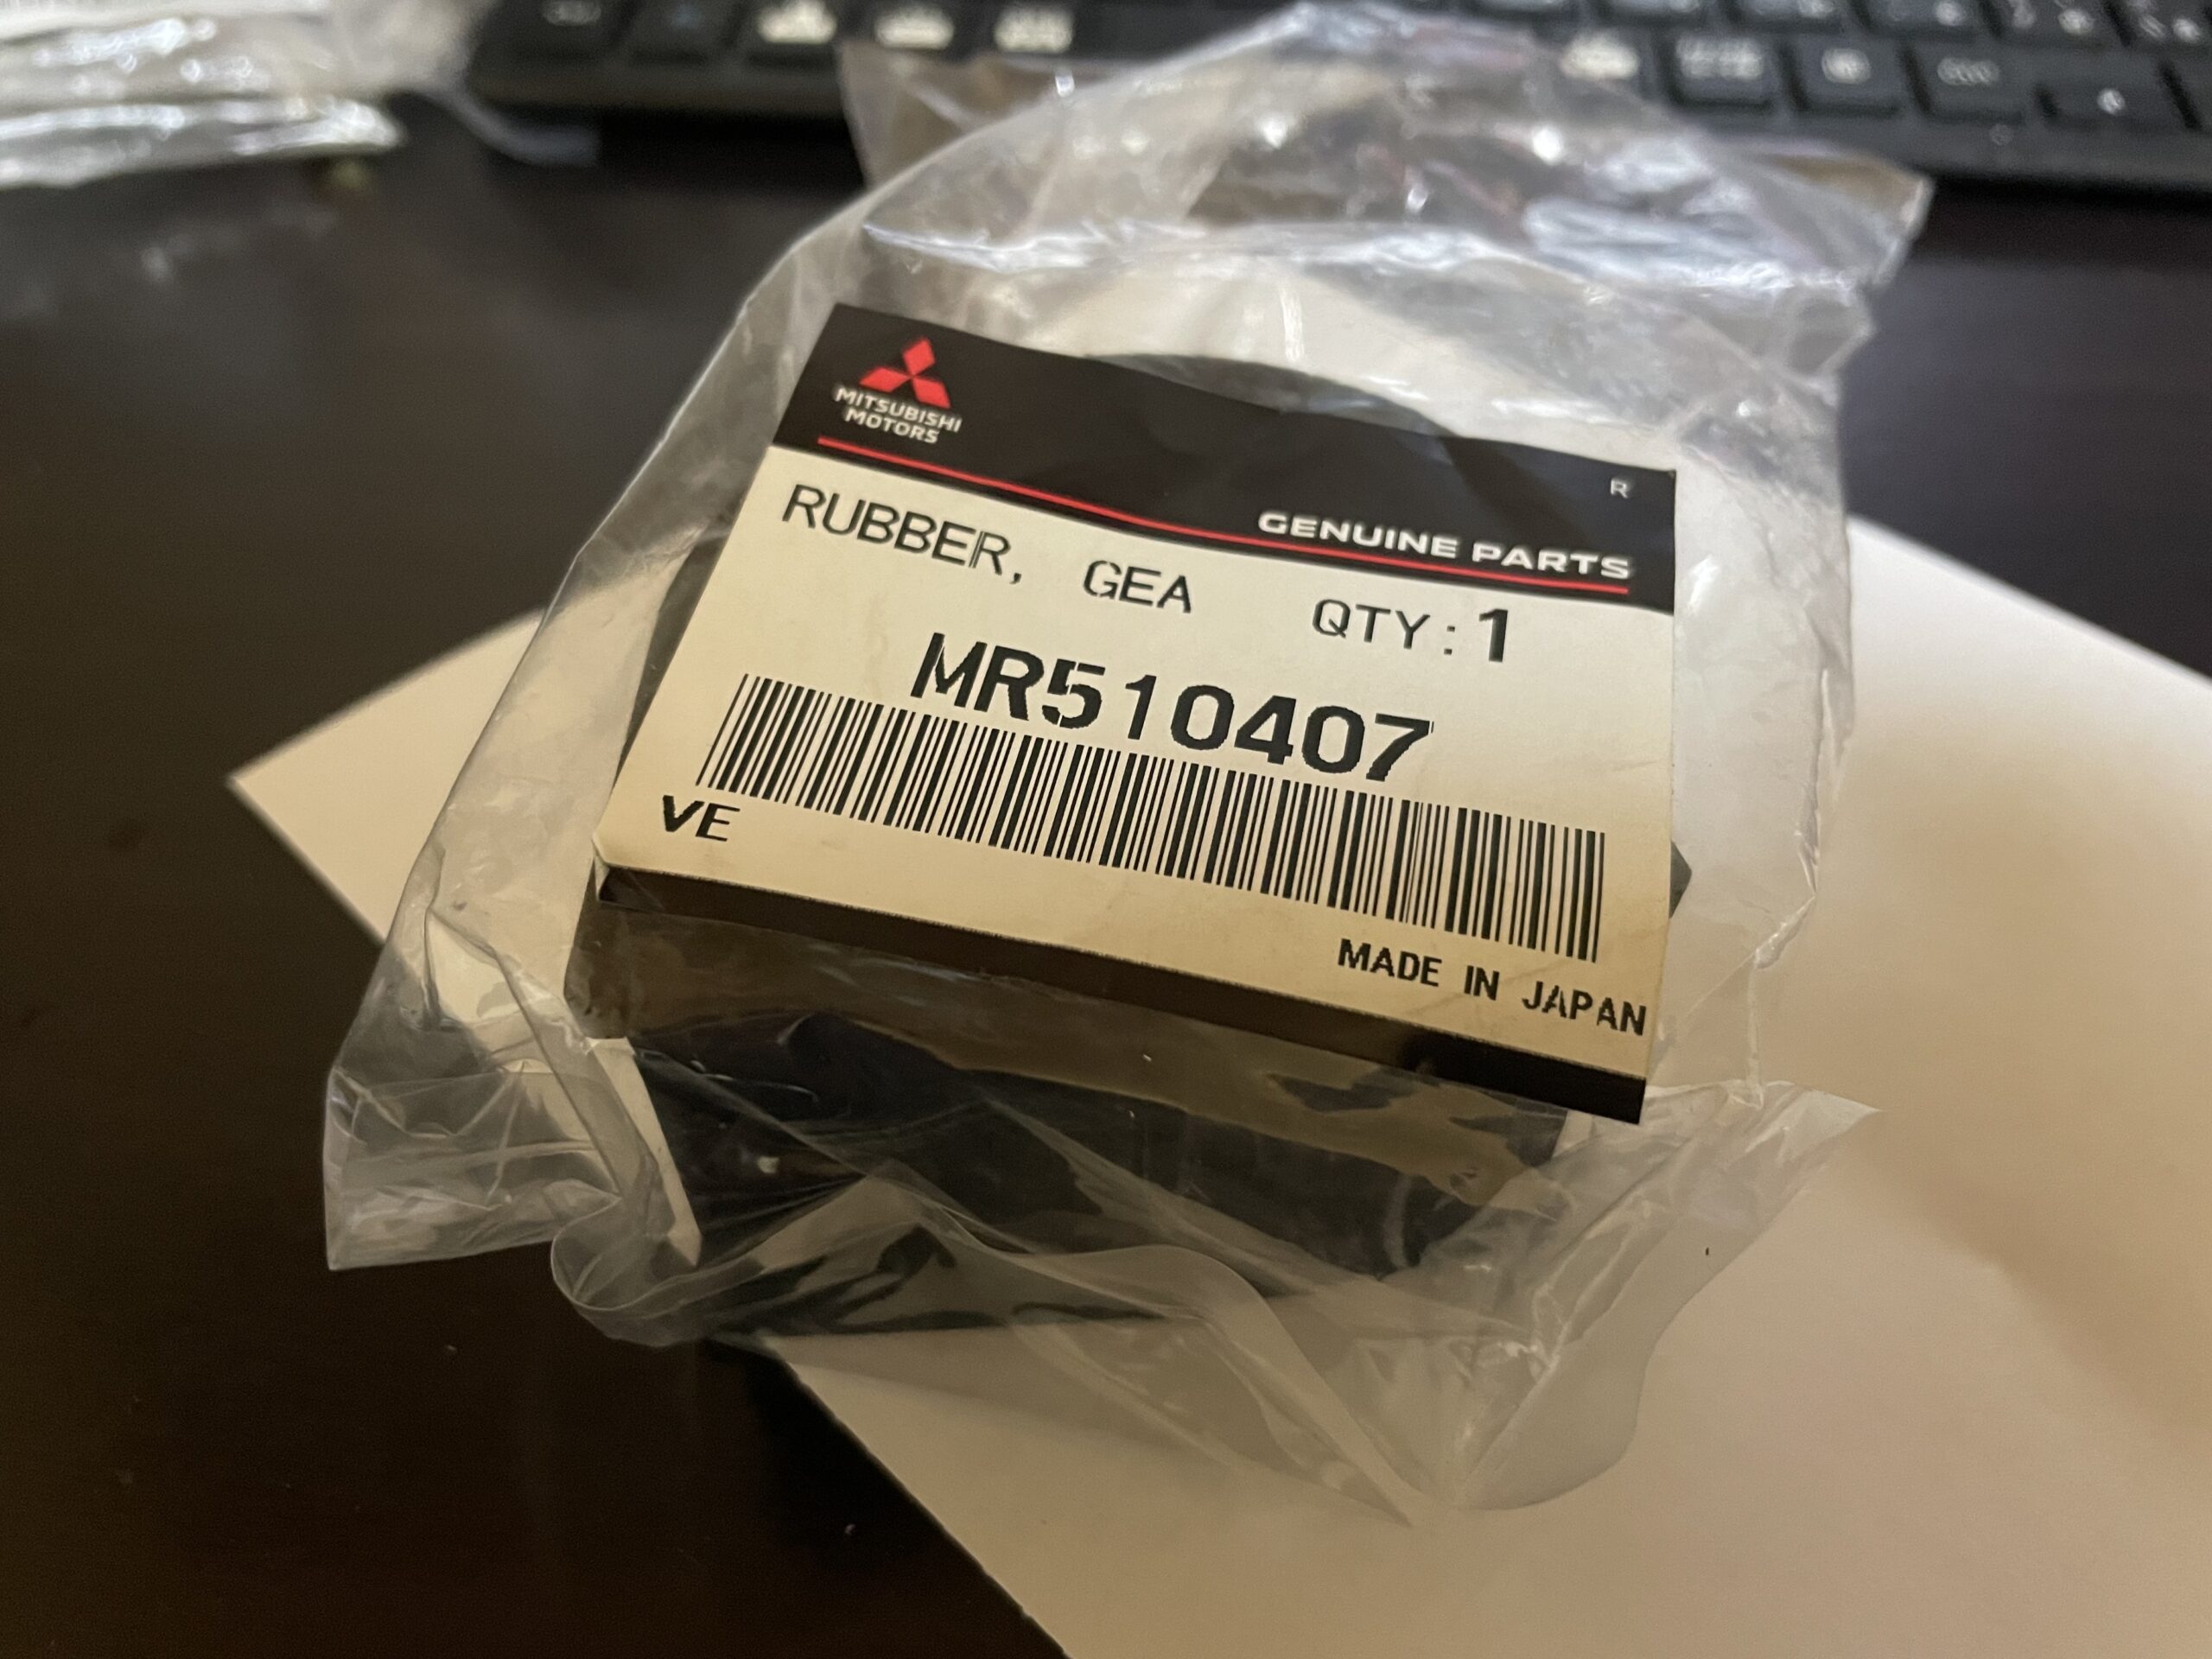 MITSUBISHI
MOTORS
R
GENUINE PARTS
RUBBER, GEA QTY:1
MR510407
VE
MADE IN JAPAN